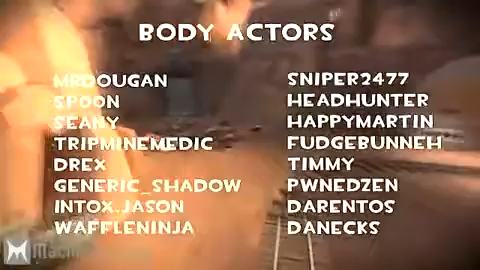 BODY ACTORS
MRDOUGAN
SPOON
SEANY
TRIPMINEMEDIC
DREX
GENERIC_SHADOW
INTOX.JASON
WAFFLENINJA
SNIPER2477
HEADHUNTER
HAPPYMARTIN
FUDGEBUNNEH
TIMMY
PWNEDZEN
DARENTOS
DANECKS